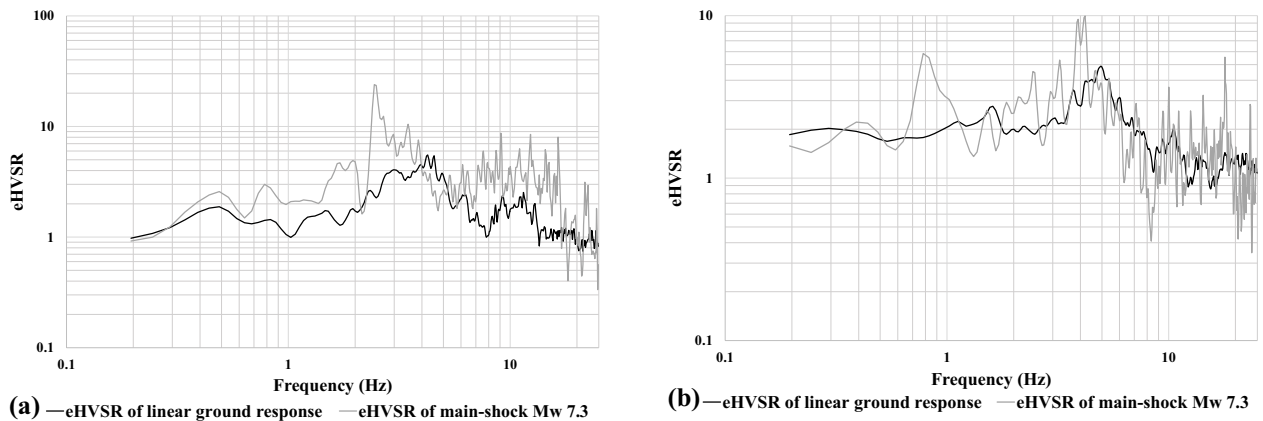 100
10
1
0.1
eHVSR
0.1 1 10
Frequency (Hz)
(a) eHVSR of linear ground response eHVSR of main-shock Mw 7.3
10
1
0.1
eHVSR
0.1 1 10
Frequency (Hz)
(b) eHVSR of linear ground response eHVSR of main-shock Mw 7.3